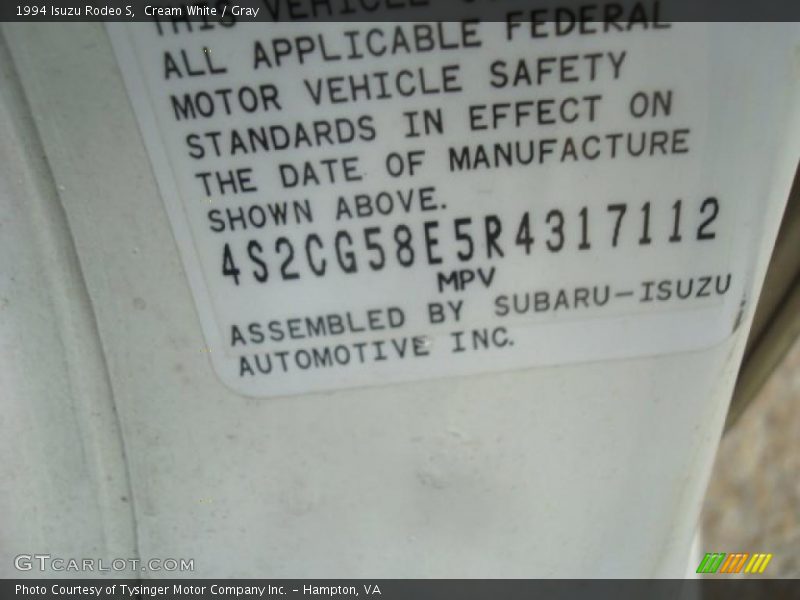 1994 Isuzu Rodeo S,  Cream White / Gray
THIS VEHICLE
ALL APPLICABLE FEDERAL
MOTOR VEHICLE SAFETY
STANDARDS IN EFFECT ON
THE DATE OF MANUFACTURE
SHOWN ABOVE.
4S2CG58E5R4317112
MPV
ASSEMBLED BY SUBARU-ISUZU
AUTOMOTIVE INC.
GTCARLOT.COM
Photo Courtesy of Tysinger Motor Company Inc. - Hampton, VA